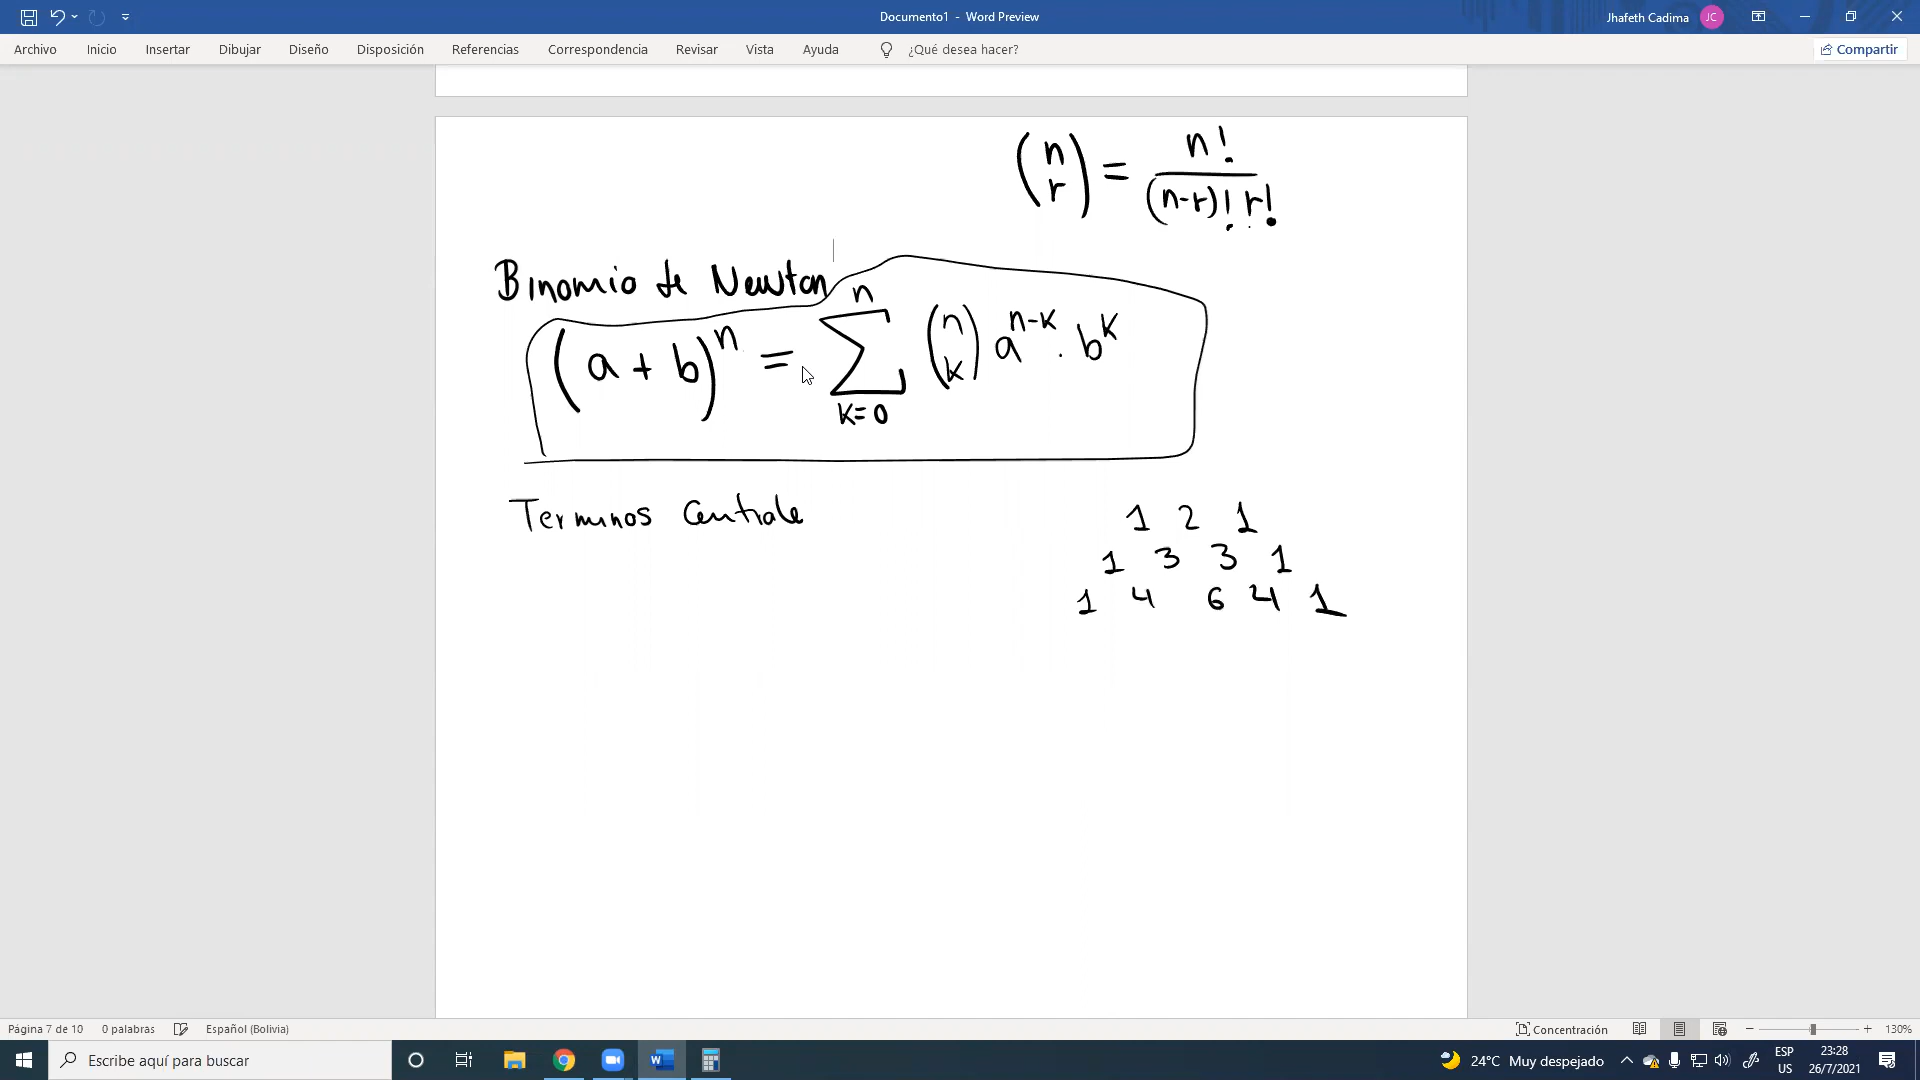 Documento1 - Word Preview
Jhafeth Cadima
JC
Archivo Inicio Insertar Dibujar Diseño Disposición Referencias Correspondencia Revisar Vista Ayuda ¿Qué desea hacer? Compartir
(n r) = n! / (n-r)! r!
Binomio de Newton
(a + b)^n = Σ_{k=0}^{n} (n k) a^{n-k} · b^k
Terminos Centrale
1 2 1
1 3 3 1
1 4 6 4 1
Página 7 de 10 0 palabras Español (Bolivia) Concentración 130%
Escribe aquí para buscar
24°C Muy despejado
ESP
US
23:28
26/7/2021